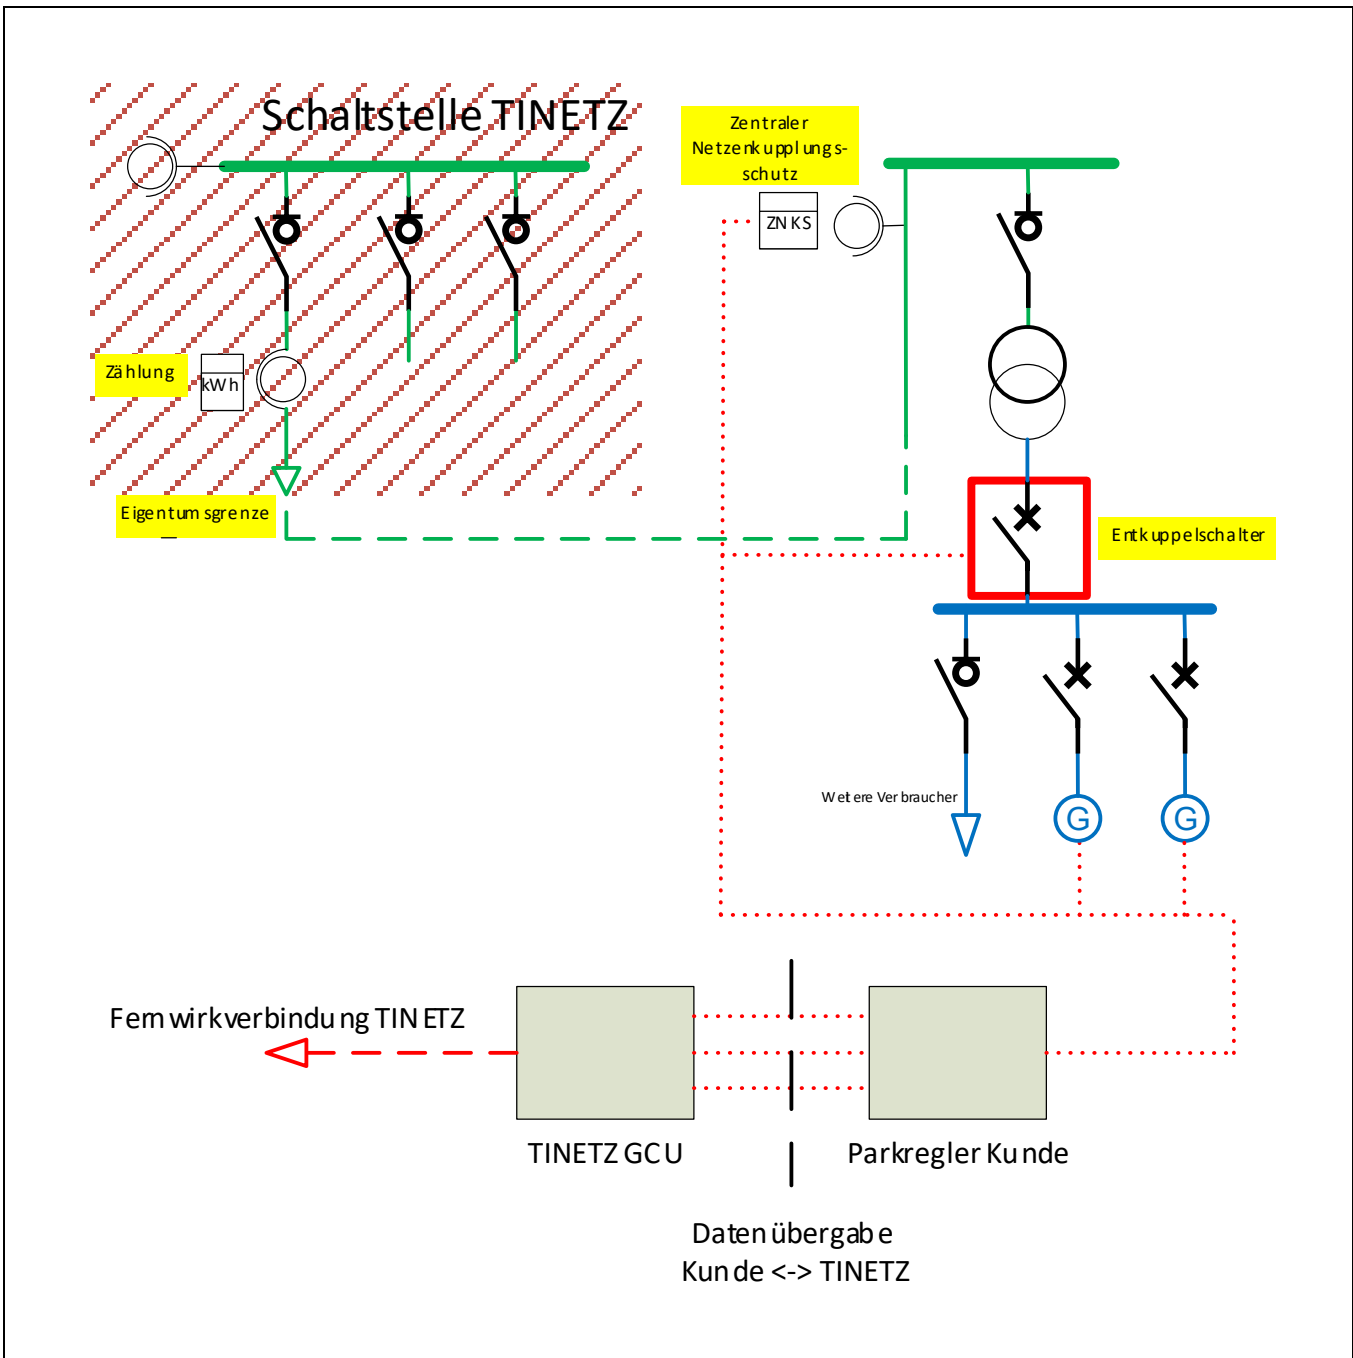 Schaltstelle TINETZ
Zentraler
Netzenkupplungs-
schutz
ZNKS
Zählung
kWh
Eigentumsgrenze
Entkuppelschalter
Weitere Verbraucher
G
G
Fernwirkverbindung TINETZ
TINETZ GCU
Parkregler Kunde
Datenübergabe
Kunde <-> TINETZ